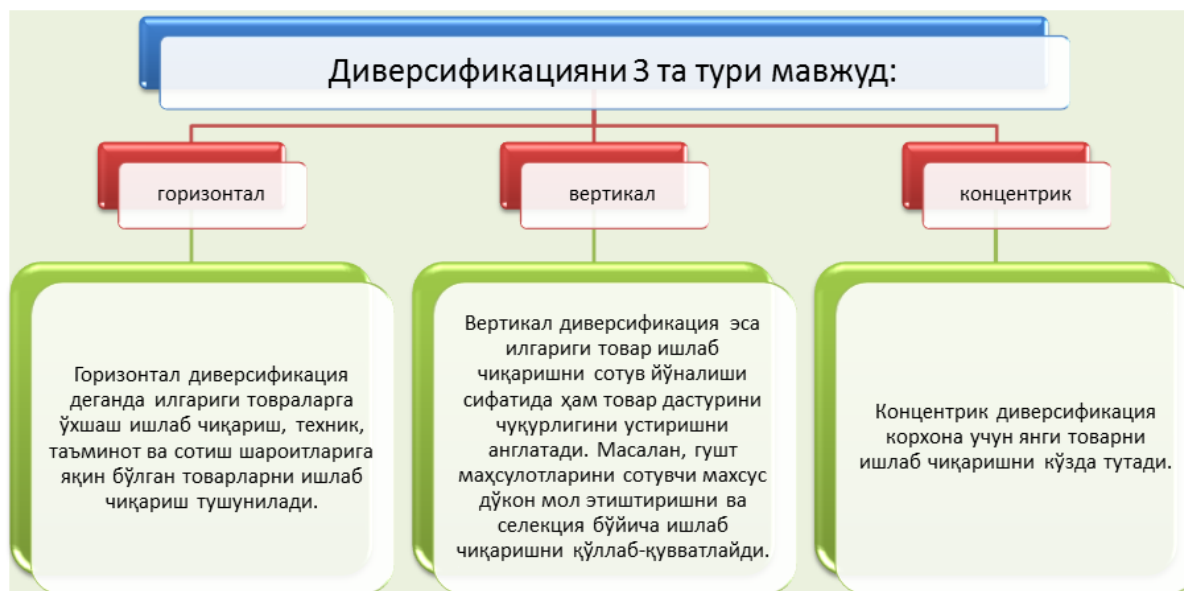 Диверсификацияни 3 та тури мавжуд:
горизонтал
вертикал
концентрик
Горизонтал диверсификация
деганда илгариги товраларга
ўхшаш ишлаб чиқариш, техник,
таъминот ва сотиш шароитларига
яқин бўлган товарларни ишлаб
чиқариш тушунилади.
Вертикал диверсификация эса
илгариги товар ишлаб
чиқаришни сотув йўналиши
сифатида ҳам товар дастурини
чуқурлигини устиришни
англатади. Масалан, гушт
маҳсулотларини сотувчи махсус
дўкон мол этиштиришни ва
селекция бўйича ишлаб
чиқаришни қўллаб-қувватлайди.
Концентрик диверсификация
корхона учун янги товарни
ишлаб чиқаришни кўзда тутади.